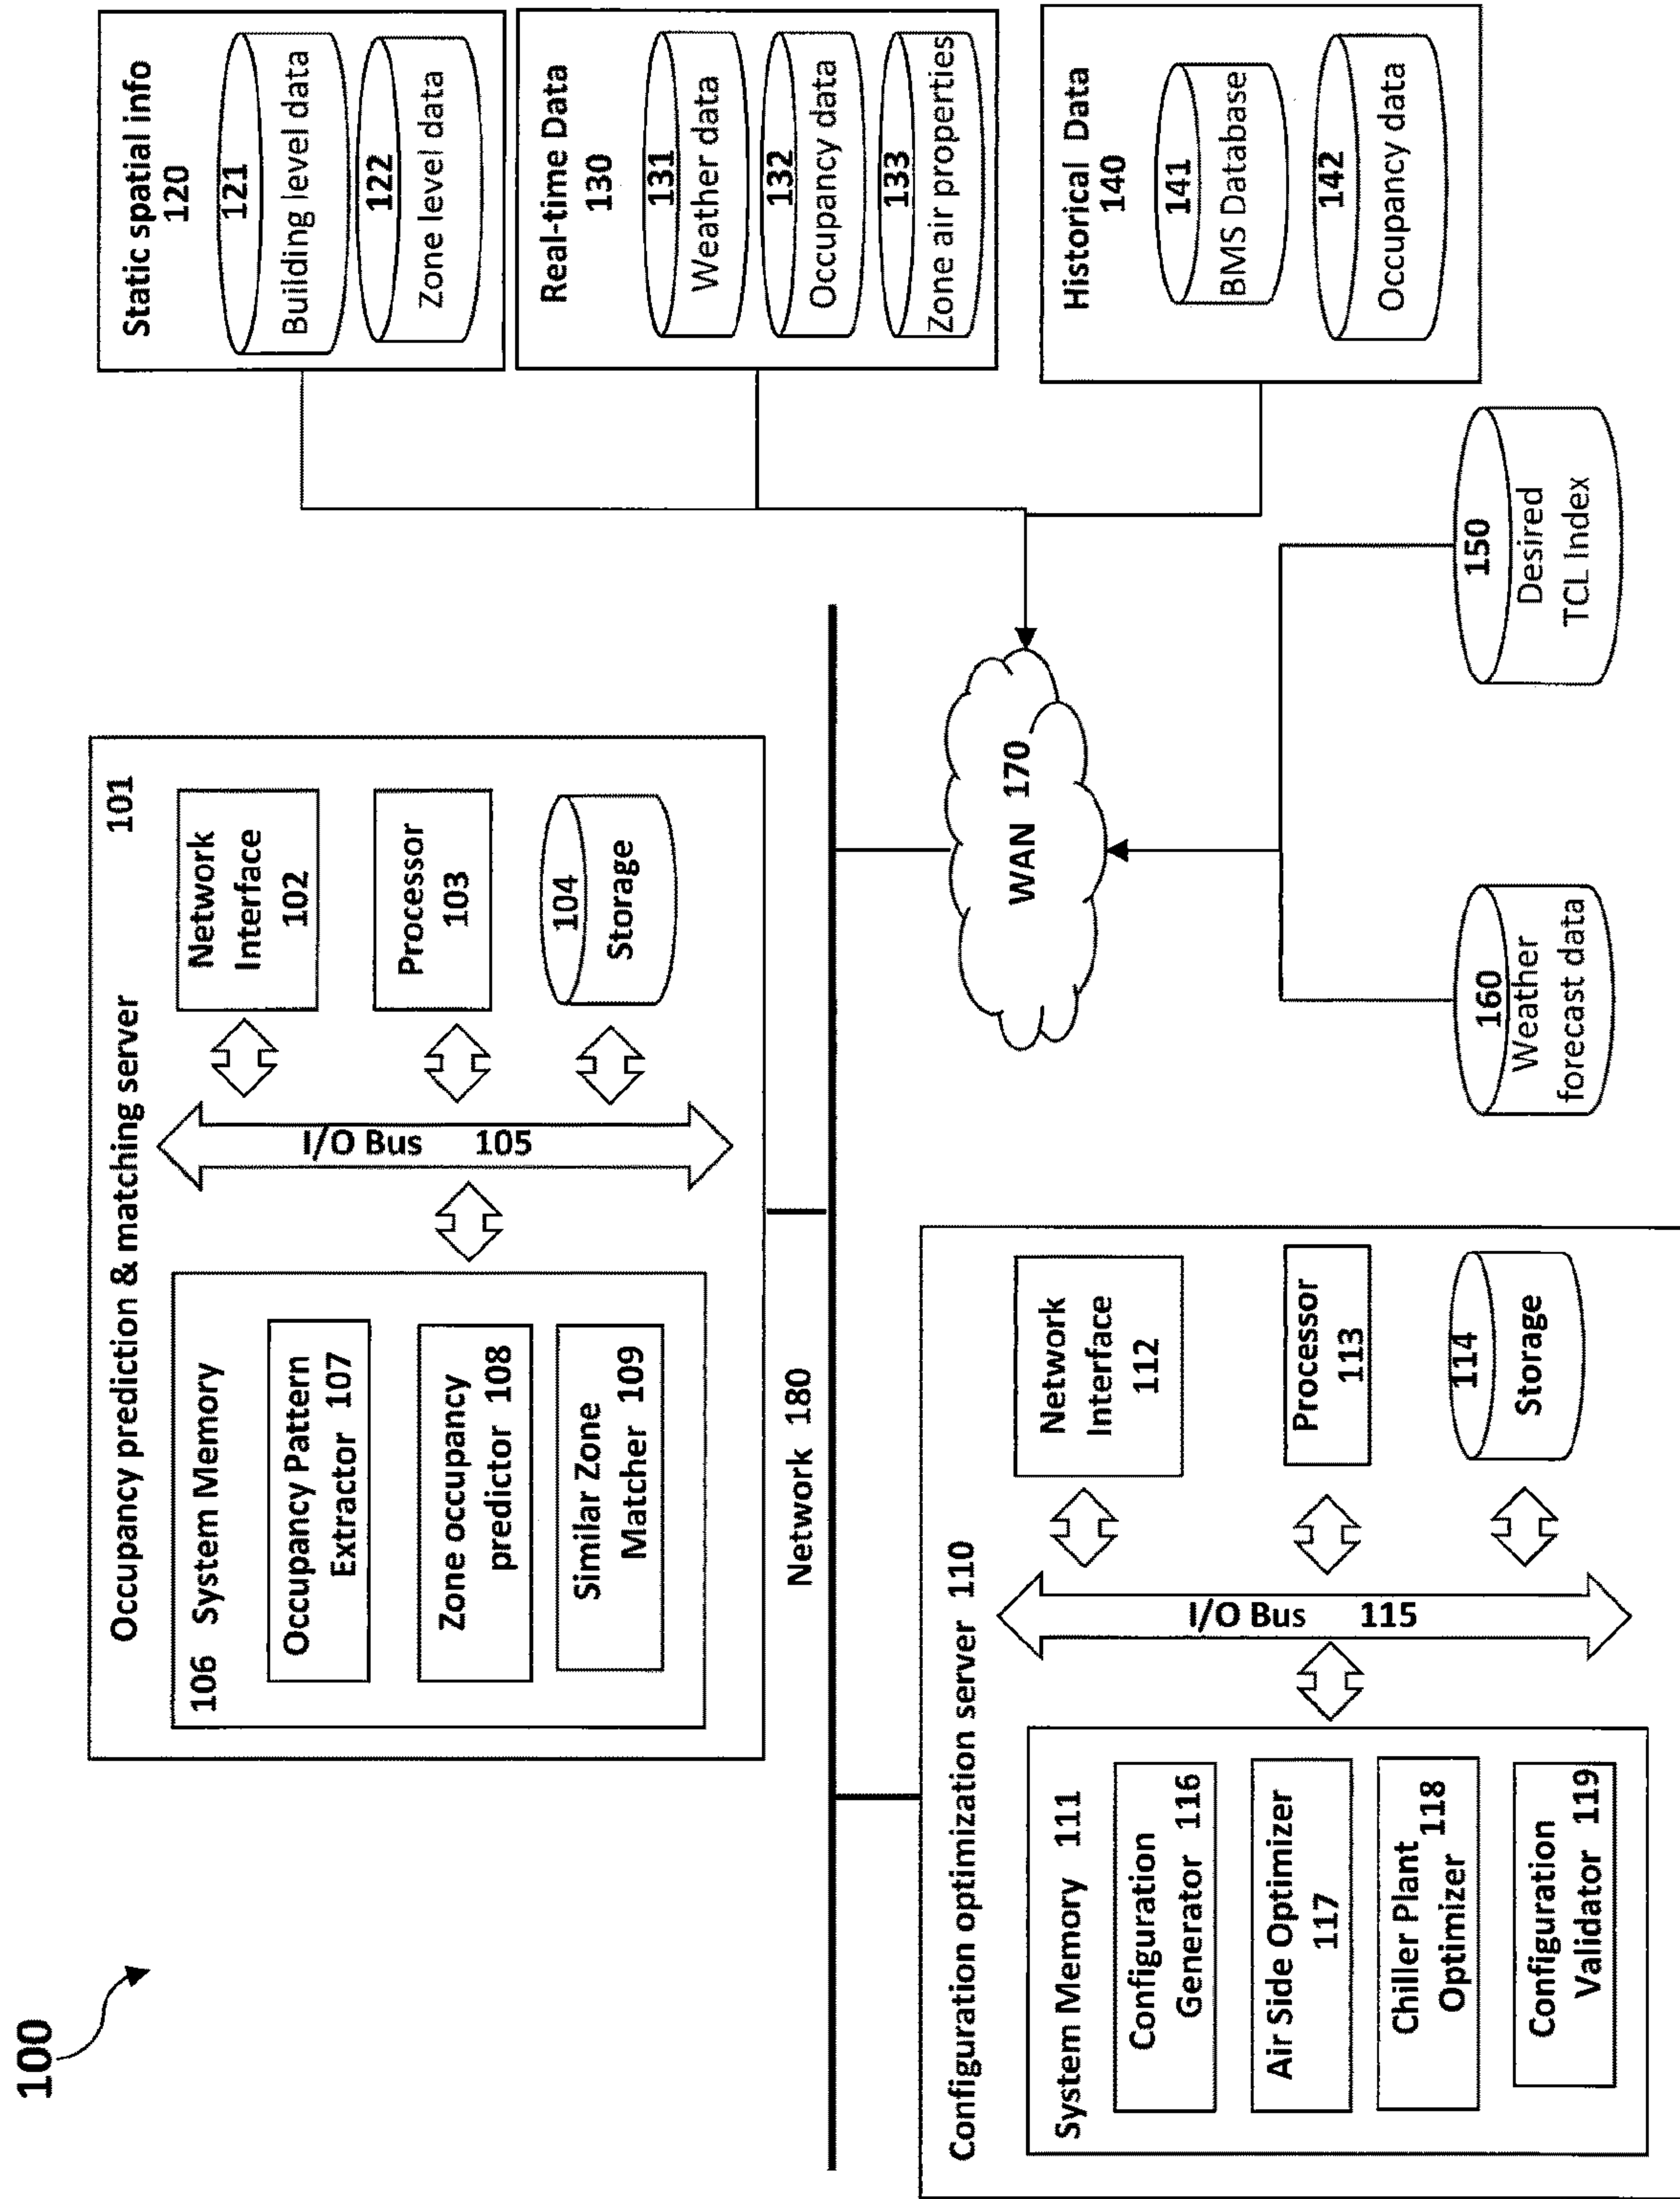 100
Occupancy prediction & matching server 101
106 System Memory
Occupancy Pattern
Extractor 107
Zone occupancy
predictor 108
Similar Zone
Matcher 109
I/O Bus 105
Network
Interface
102
Processor
103
104
Storage
Network 180
Configuration optimization server 110
System Memory 111
Configuration
Generator 116
Air Side Optimizer
117
Chiller Plant
Optimizer 118
Configuration
Validator 119
I/O Bus 115
Network
Interface
112
Processor
113
114
Storage
WAN 170
160
Weather
forecast data
150
Desired
TCL Index
Static spatial info
120
121
Building level data
122
Zone level data
Real-time Data
130
131
Weather data
132
Occupancy data
133
Zone air properties
Historical Data
140
141
BMS Database
142
Occupancy data